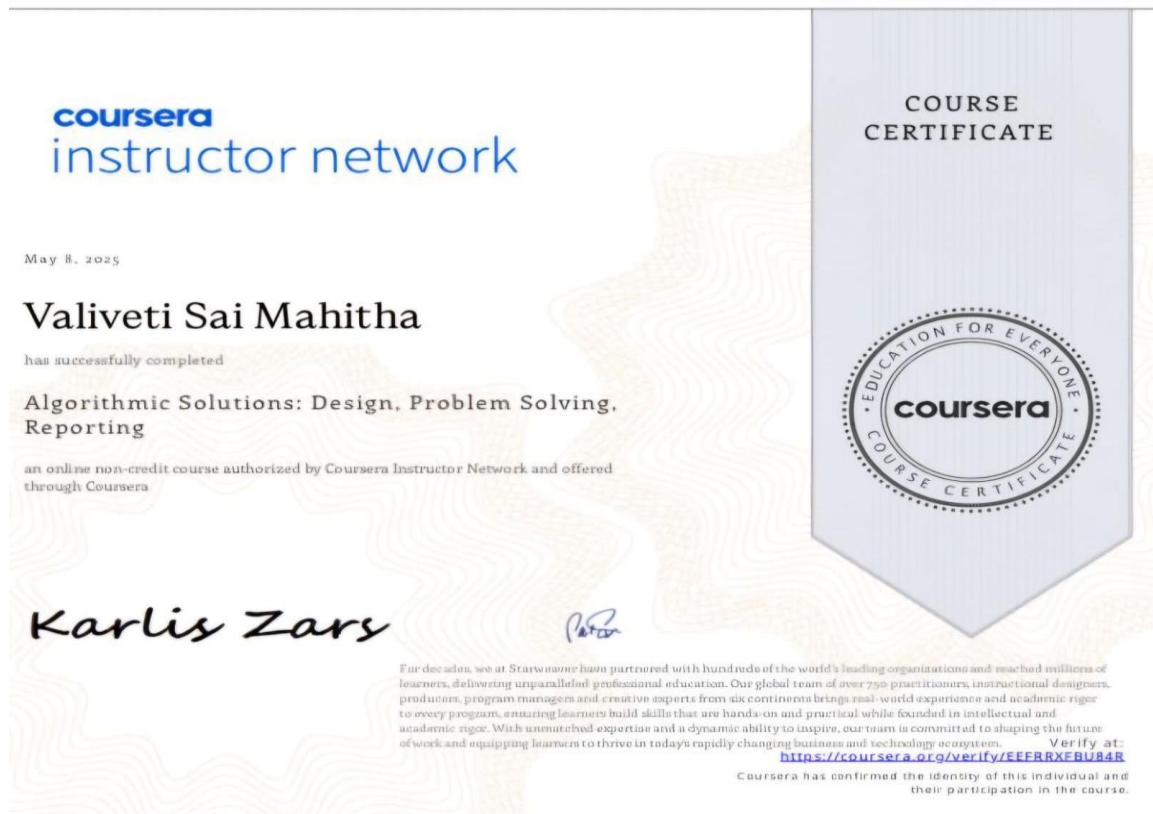 coursera
instructor network
COURSE
CERTIFICATE
May 8, 2025
Valiveti Sai Mahitha
has successfully completed
Algorithmic Solutions: Design, Problem Solving,
Reporting
an online non-credit course authorized by Coursera Instructor Network and offered
through Coursera
EDUCATION FOR EVERYONE
coursera
COURSE CERTIFICATE
Karlis Zars
For decades, we at Starweaver have partnered with hundreds of the world's leading organizations and reached millions of
learners, delivering unparalleled professional education. Our global team of over 750 practitioners, instructional designers,
producers, program managers and creative experts from six continents brings real-world experience and academic rigor
to every program, ensuring learners build skills that are hands-on and practical while founded in intellectual and
academic rigor. With unmatched expertise and a dynamic ability to inspire, our team is committed to shaping the future
of work and equipping learners to thrive in today's rapidly changing business and technology ecosystem.
Verify at:
https://coursera.org/verify/EEFRRXFBU84R
Coursera has confirmed the identity of this individual and
their participation in the course.